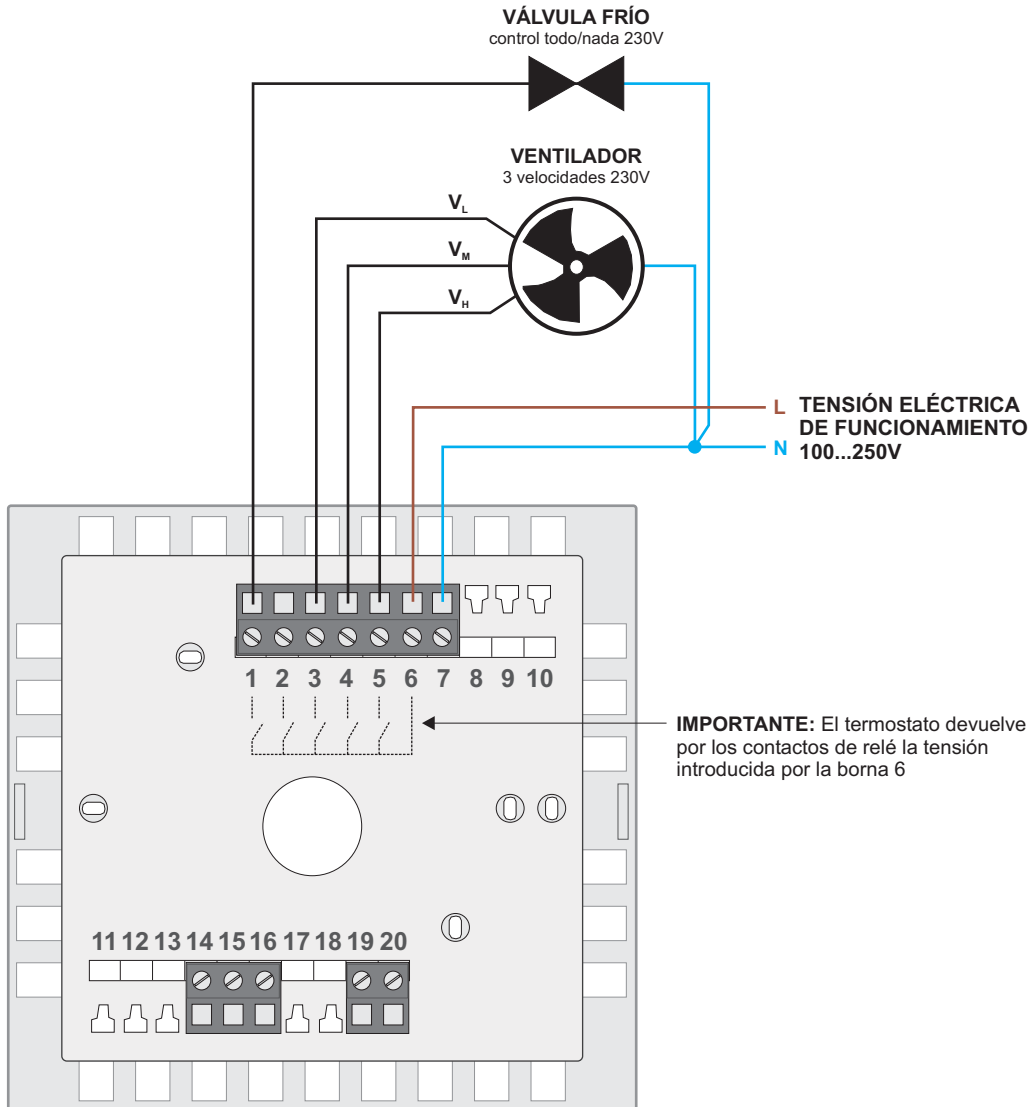 VÁLVULA FRÍO
control todo/nada 230V
VENTILADOR
3 velocidades 230V
VL
VM
VH
L TENSIÓN ELÉCTRICA
DE FUNCIONAMIENTO
N 100...250V
1 2 3 4 5 6 7 8 9 10
IMPORTANTE: El termostato devuelve
por los contactos de relé la tensión
introducida por la borna 6
11 12 13 14 15 16 17 18 19 20